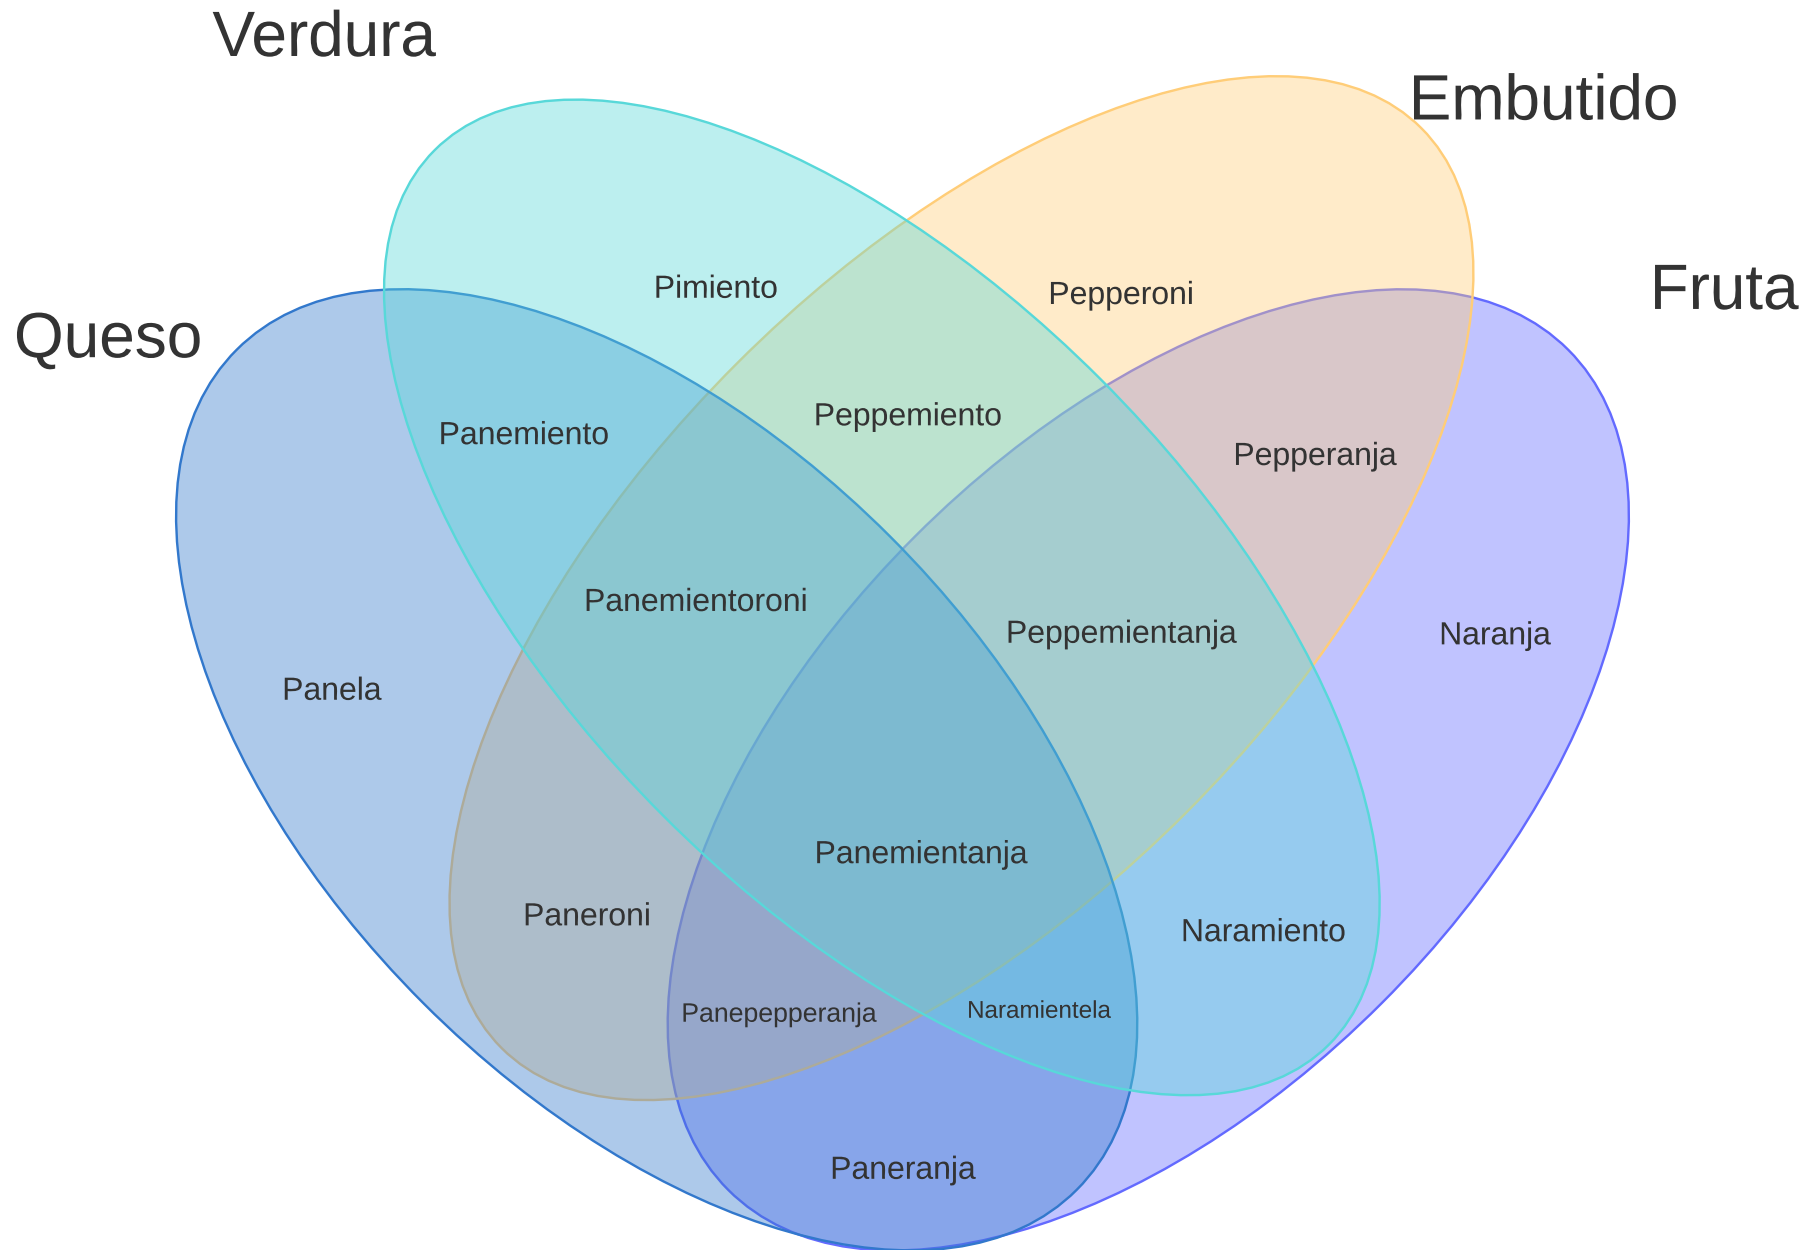 Verdura
Embutido
Fruta
Queso
Pimiento
Pepperoni
Peppemiento
Panemiento
Pepperanja
Panemientoroni
Peppemientanja
Naranja
Panela
Panemientanja
Paneroni
Naramiento
Panepepperanja
Naramientela
Paneranja